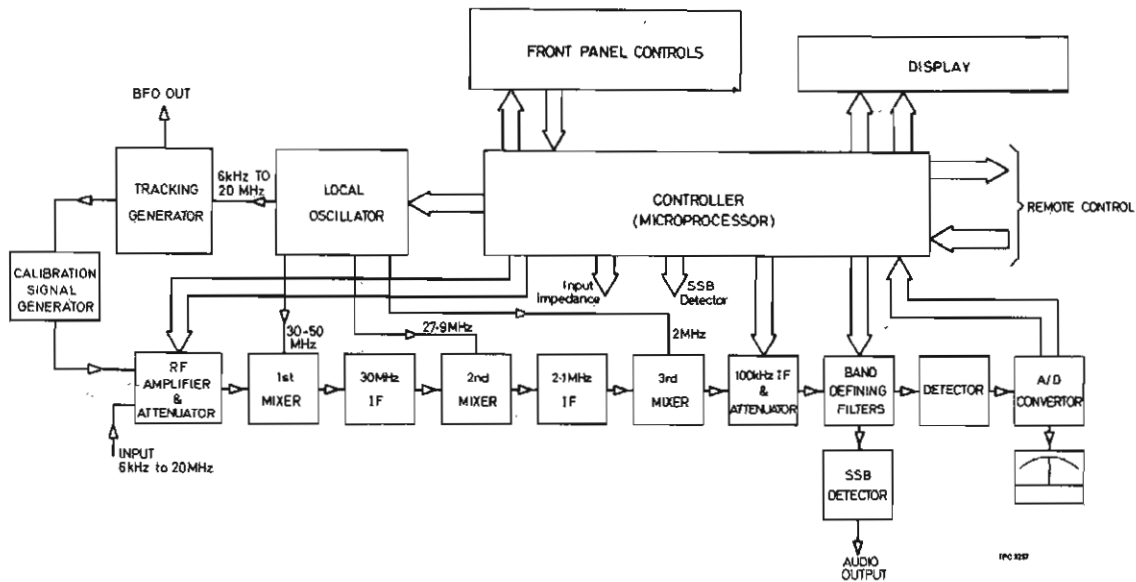 FRONT PANEL CONTROLS
DISPLAY
BFO OUT
TRACKING
GENERATOR
6kHz TO
20 MHz
LOCAL
OSCILLATOR
CONTROLLER
(MICROPROCESSOR)
REMOTE CONTROL
CALIBRATION
SIGNAL
GENERATOR
Input
Impedance
SSB
Detector
30-50
MHz
27·9MHz
2MHz
RF
AMPLIFIER
&
ATTENUATOR
1st
MIXER
30MHz
IF
2nd
MIXER
2·1MHz
IF
3rd
MIXER
100kHz IF
&
ATTENUATOR
BAND
DEFINING
FILTERS
DETECTOR
A/D
CONVERTOR
INPUT
6kHz to 20MHz
SSB
DETECTOR
AUDIO
OUTPUT
TPC 3257